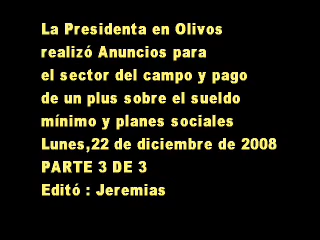 La Presidenta en Olivos
realizó Anuncios para
el sector del campo y pago
de un plus sobre el sueldo
mínimo y planes sociales
Lunes,22 de diciembre de 2008
PARTE 3 DE 3
Editó : Jeremias